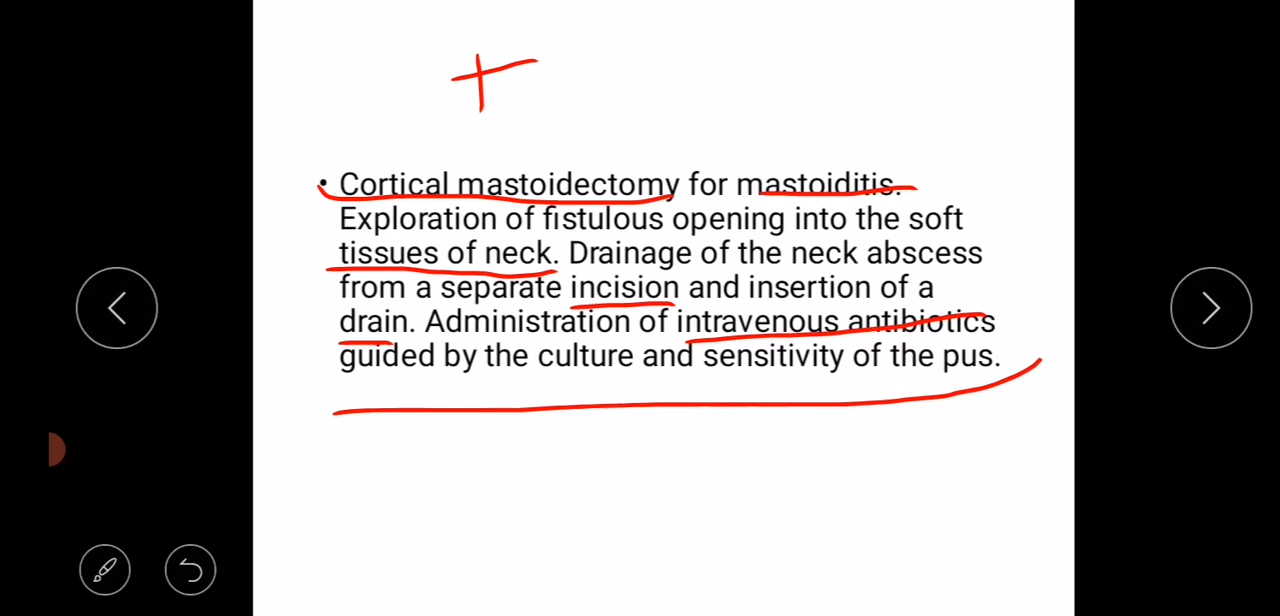 • Cortical mastoidectomy for mastoiditis.
Exploration of fistulous opening into the soft
tissues of neck. Drainage of the neck abscess
from a separate incision and insertion of a
drain. Administration of intravenous antibiotics
guided by the culture and sensitivity of the pus.